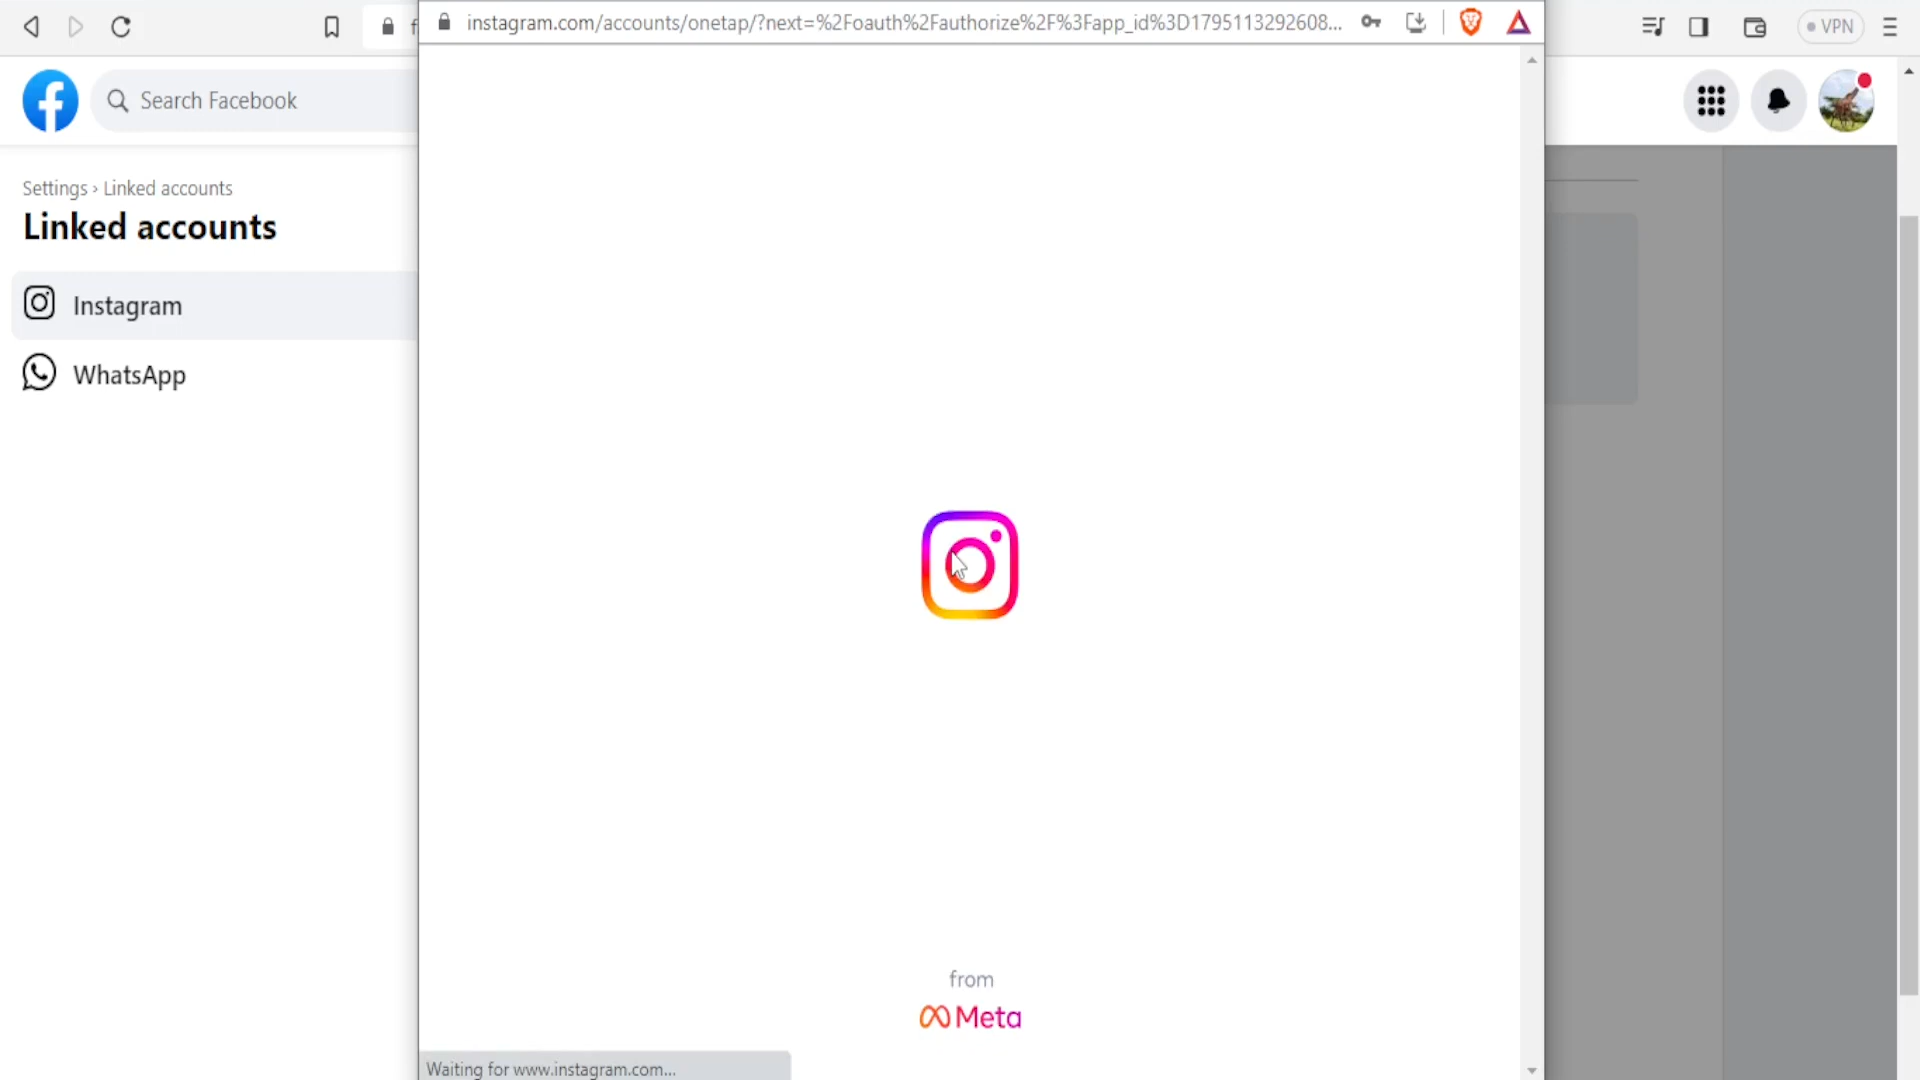 instagram.com/accounts/onetap/?next=%2Foauth%2Fauthorize%2F%3Fapp_id%3D1795113292608...
VPN
Search Facebook
Settings › Linked accounts
Linked accounts
Instagram
WhatsApp
from
Meta
Waiting for www.instagram.com...